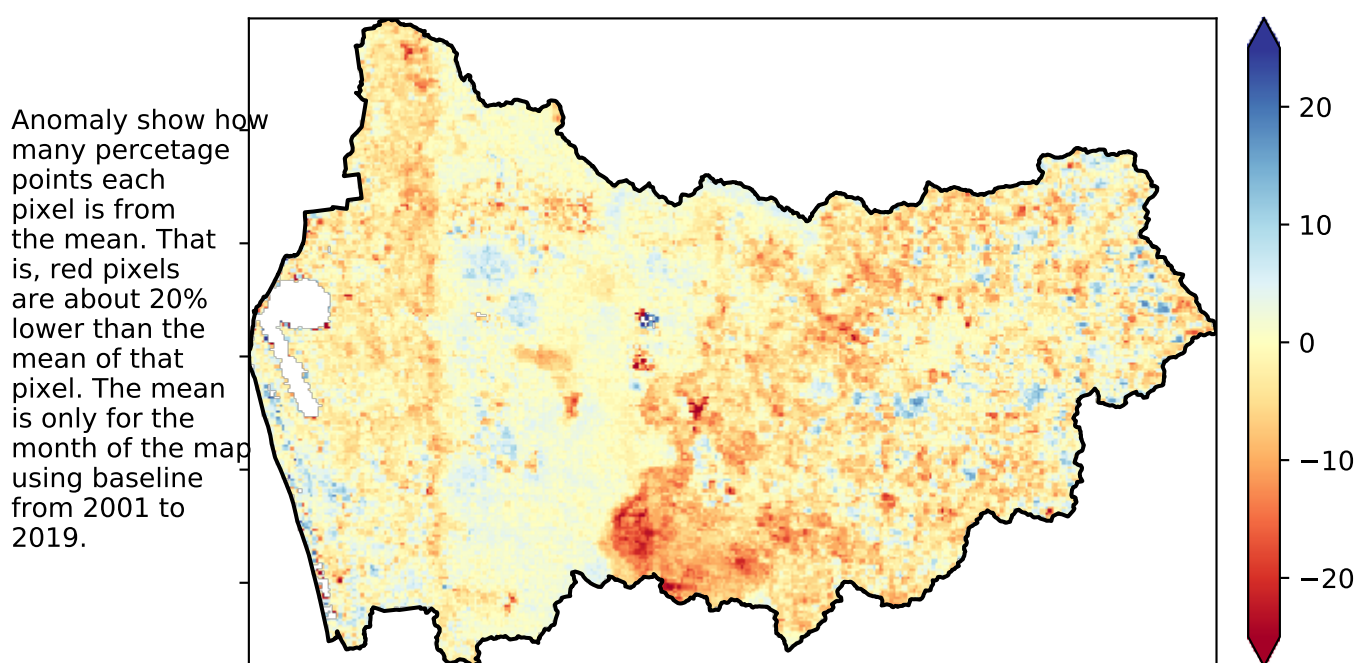 Anomaly show how
many percetage
points each
pixel is from
the mean. That
is, red pixels
are about 20%
lower than the
mean of that
pixel. The mean
is only for the
month of the map
using baseline
from 2001 to
2019.
20
10
0
−10
−20